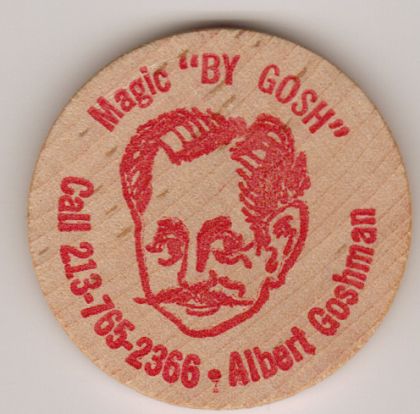 Magic "BY GOSH"
Call 213-765-2366 • Albert Goshman